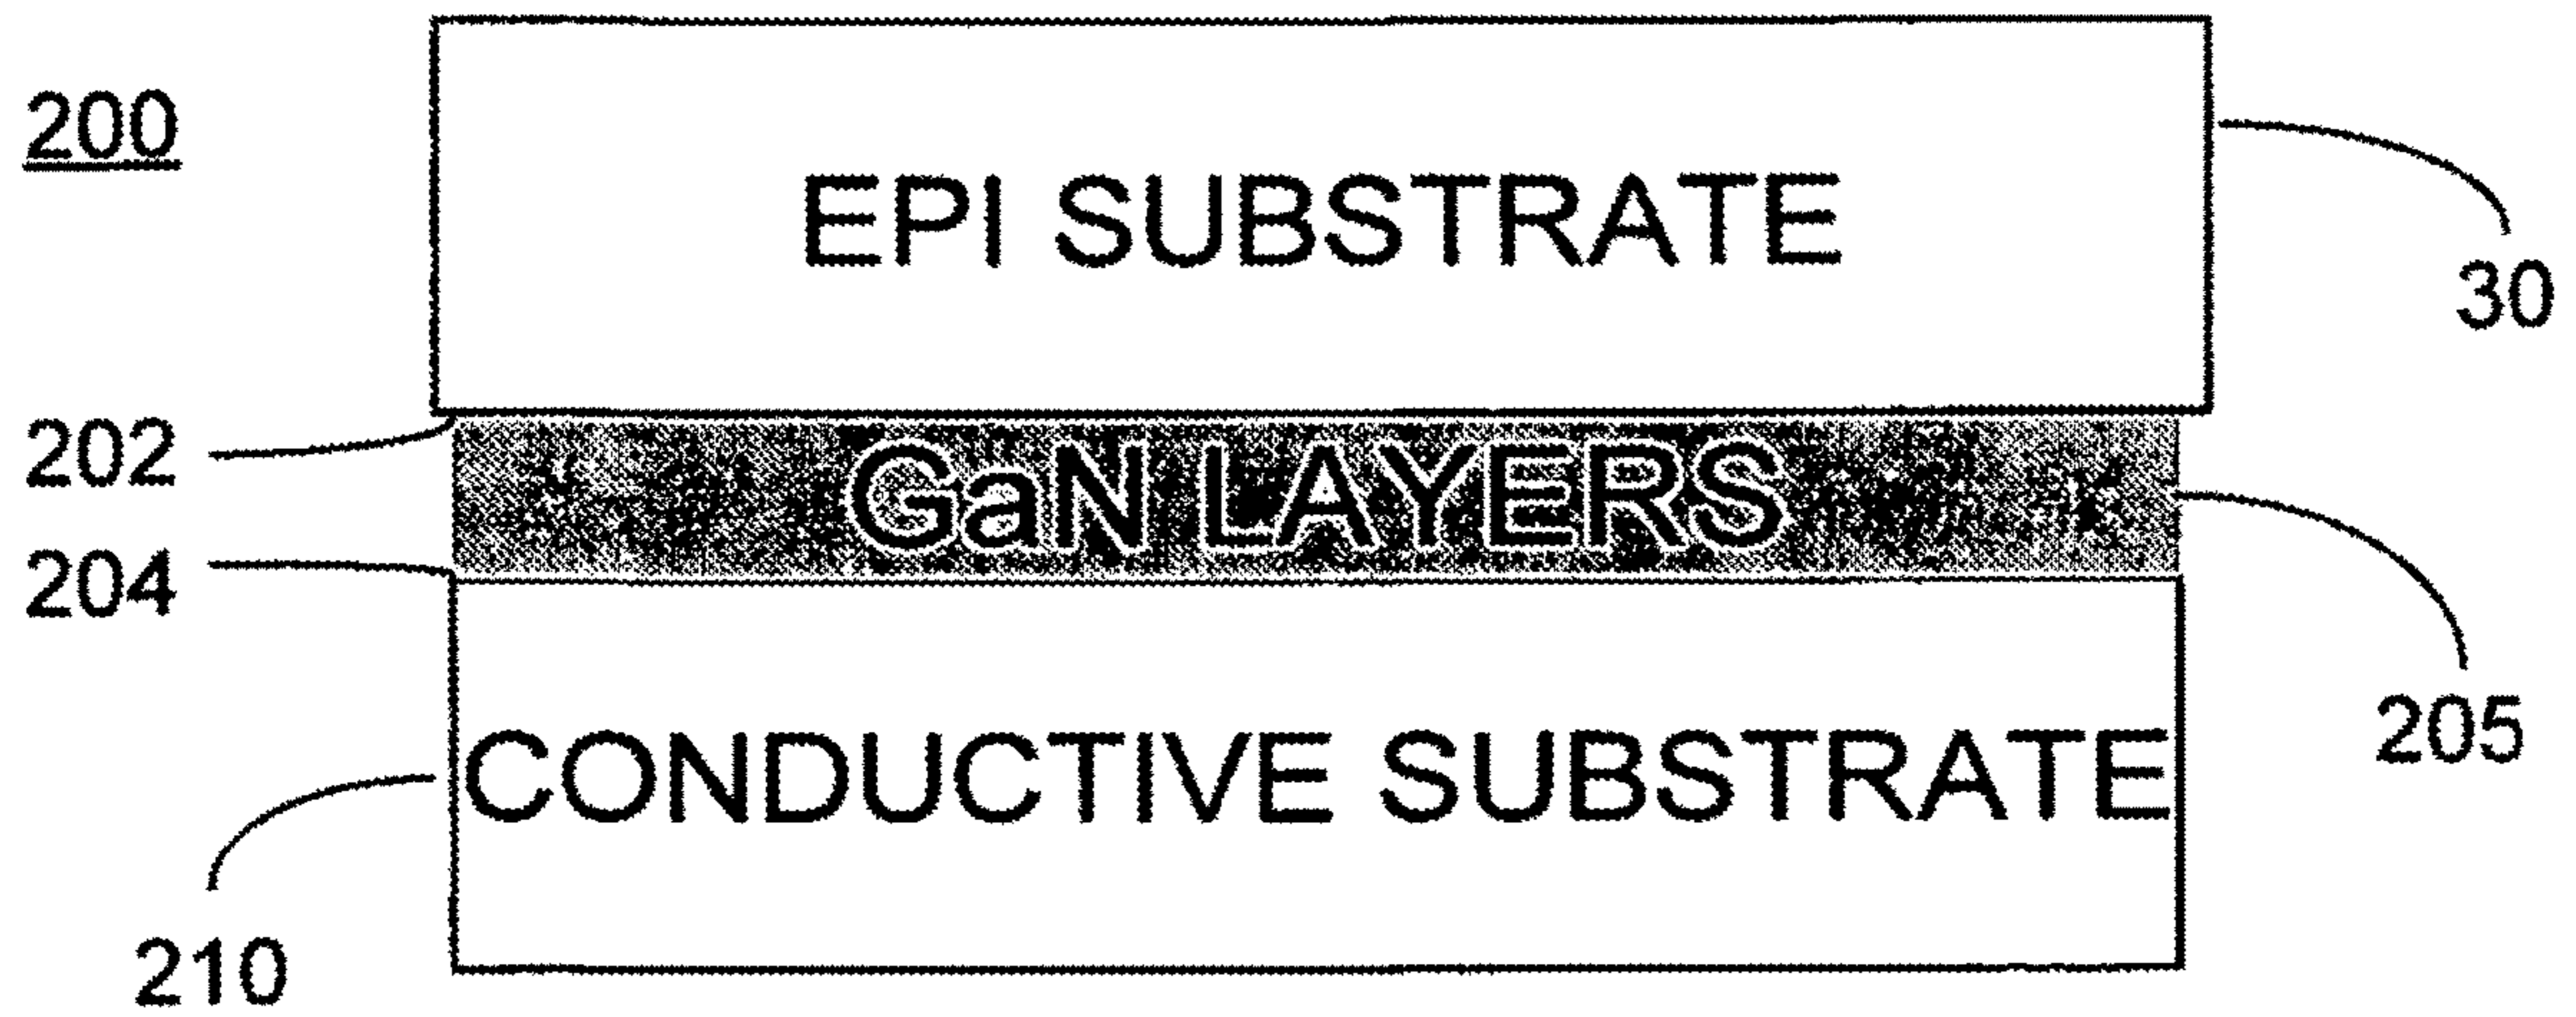 200
EPI SUBSTRATE
30
202
GaN LAYERS
204
205
CONDUCTIVE SUBSTRATE
210